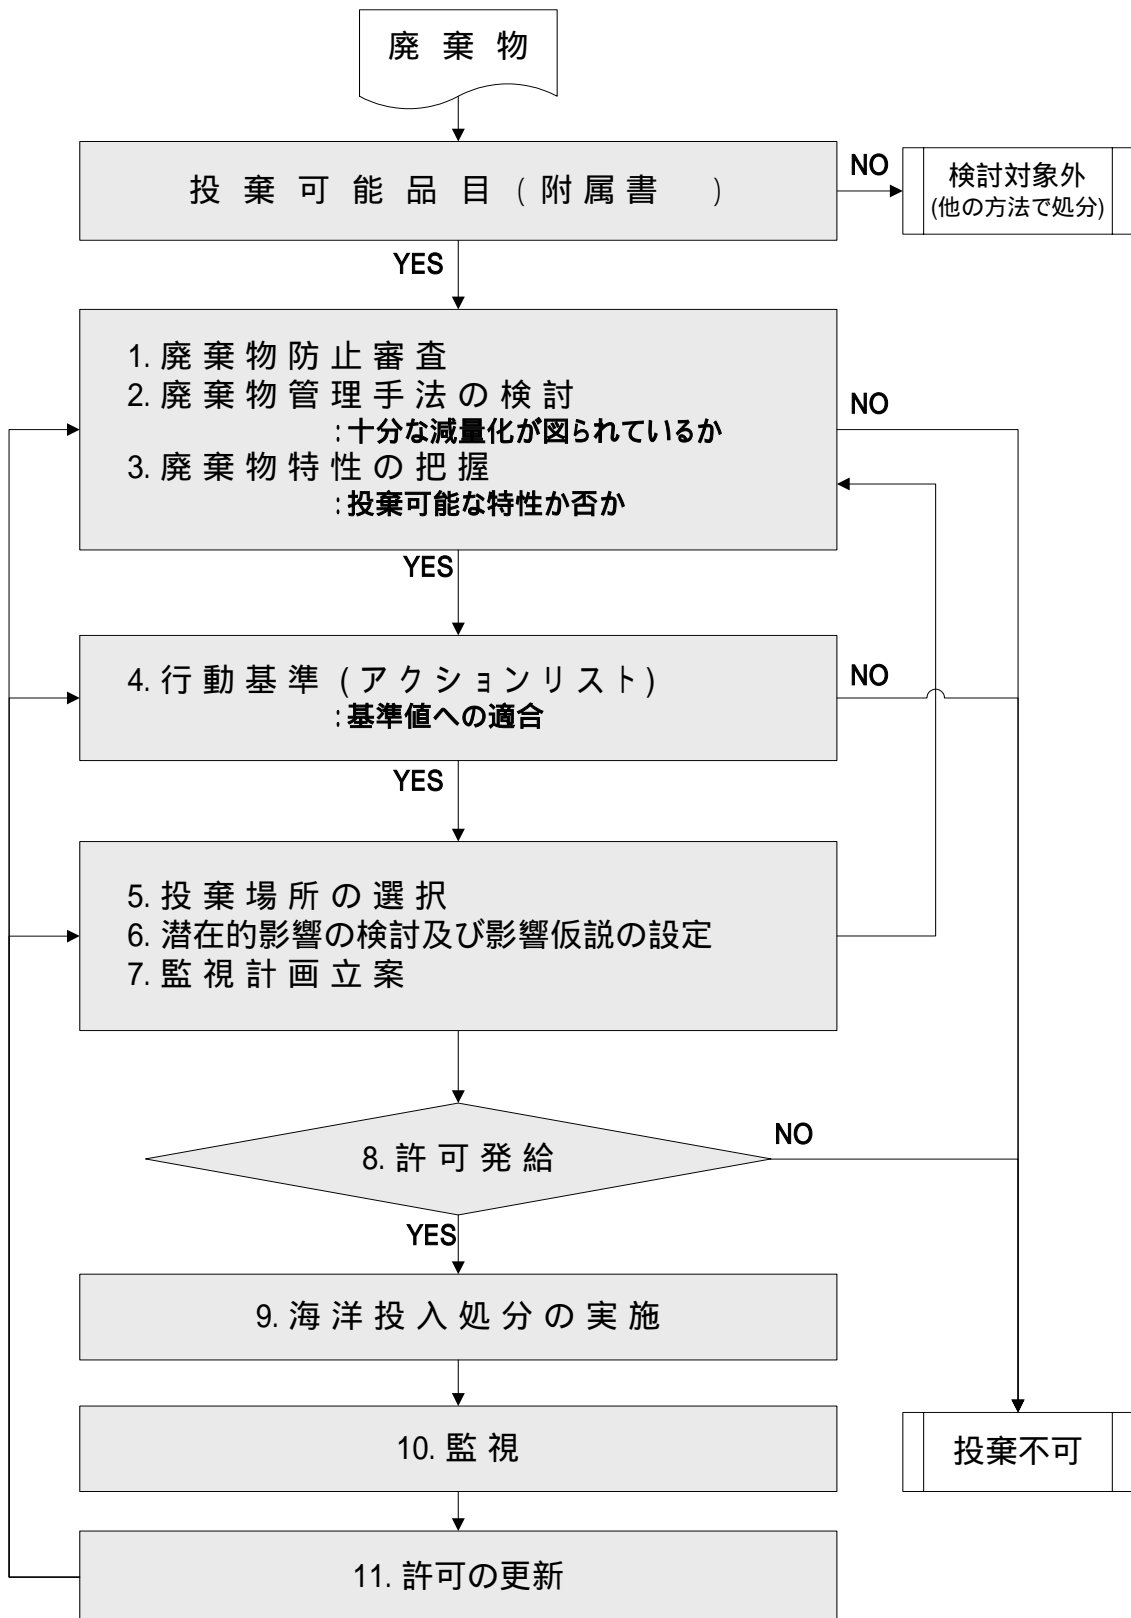 廃棄物
投棄可能品目(附属書　)
NO
検討対象外
(他の方法で処分)
YES
1. 廃棄物防止審査
2. 廃棄物管理手法の検討
:十分な減量化が図られているか
3. 廃棄物特性の把握
:投棄可能な特性か否か
NO
YES
4. 行動基準(アクションリスト)
:基準値への適合
NO
YES
5. 投棄場所の選択
6. 潜在的影響の検討及び影響仮説の設定
7. 監視計画立案
8. 許可発給
NO
YES
9. 海洋投入処分の実施
10. 監視
投棄不可
11. 許可の更新